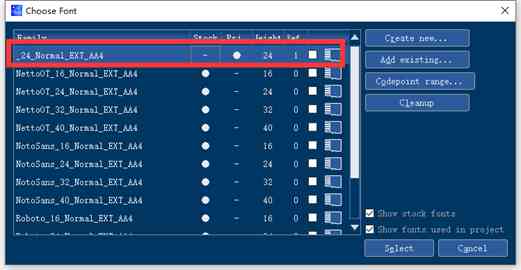 Choose Font
Family Stock Pri Height Ref
_24_Normal_EXT_AA4 - 24 1
NettoOT_16_Normal_EXT_AA4 - 16 0
NettoOT_24_Normal_EXT_AA4 - 24 0
NettoOT_32_Normal_EXT_AA4 - 32 0
NettoOT_40_Normal_EXT_AA4 - 40 0
NotoSans_16_Normal_EXT_AA4 - 16 0
NotoSans_24_Normal_EXT_AA4 - 24 0
NotoSans_32_Normal_EXT_AA4 - 32 0
NotoSans_40_Normal_EXT_AA4 - 40 0
Roboto_16_Normal_EXT_AA4 - 16 0
Create new...
Add existing...
Codepoint range...
Cleanup
Show stock fonts
Show fonts used in project
Select
Cancel